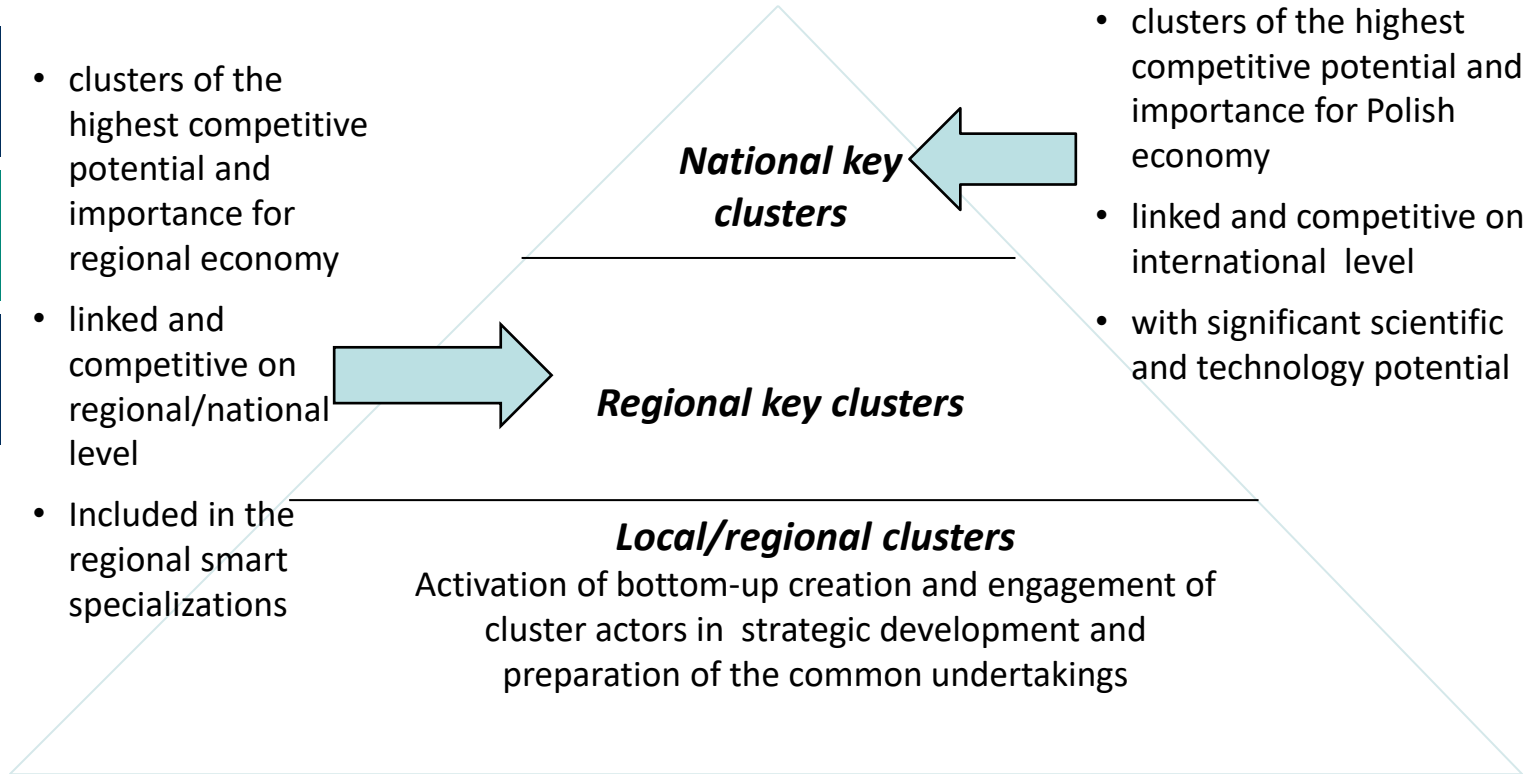 • clusters of the
highest competitive
potential and
importance for
regional economy
• linked and
competitive on
regional/national
level
• Included in the
regional smart
specializations
National key
clusters
Regional key clusters
Local/regional clusters
Activation of bottom-up creation and engagement of
cluster actors in strategic development and
preparation of the common undertakings
• clusters of the highest
competitive potential and
importance for Polish
economy
• linked and competitive on
international level
• with significant scientific
and technology potential